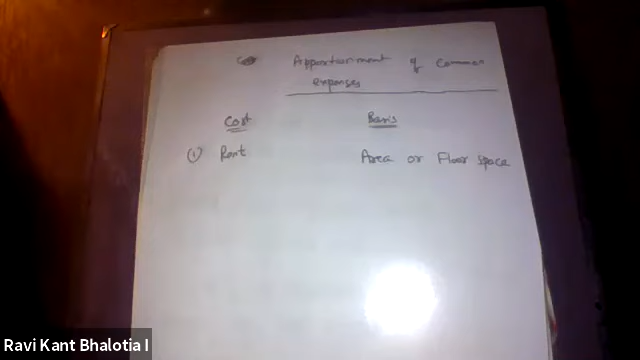 Apportionment of Common
expenses
Cost Basis
(1) Rent Area or Floor space
Ravi Kant Bhalotia I